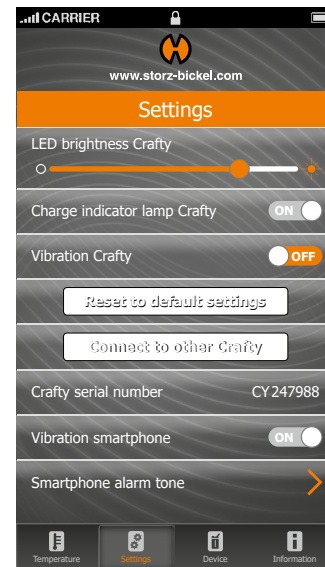 CARRIER
www.storz-bickel.com
Settings
LED brightness Crafty
Charge indicator lamp Crafty ON
Vibration Crafty OFF
Reset to default settings
Connect to other Crafty
Crafty serial number CY 247988
Vibration smartphone ON
Smartphone alarm tone
Temperature Settings Device Information